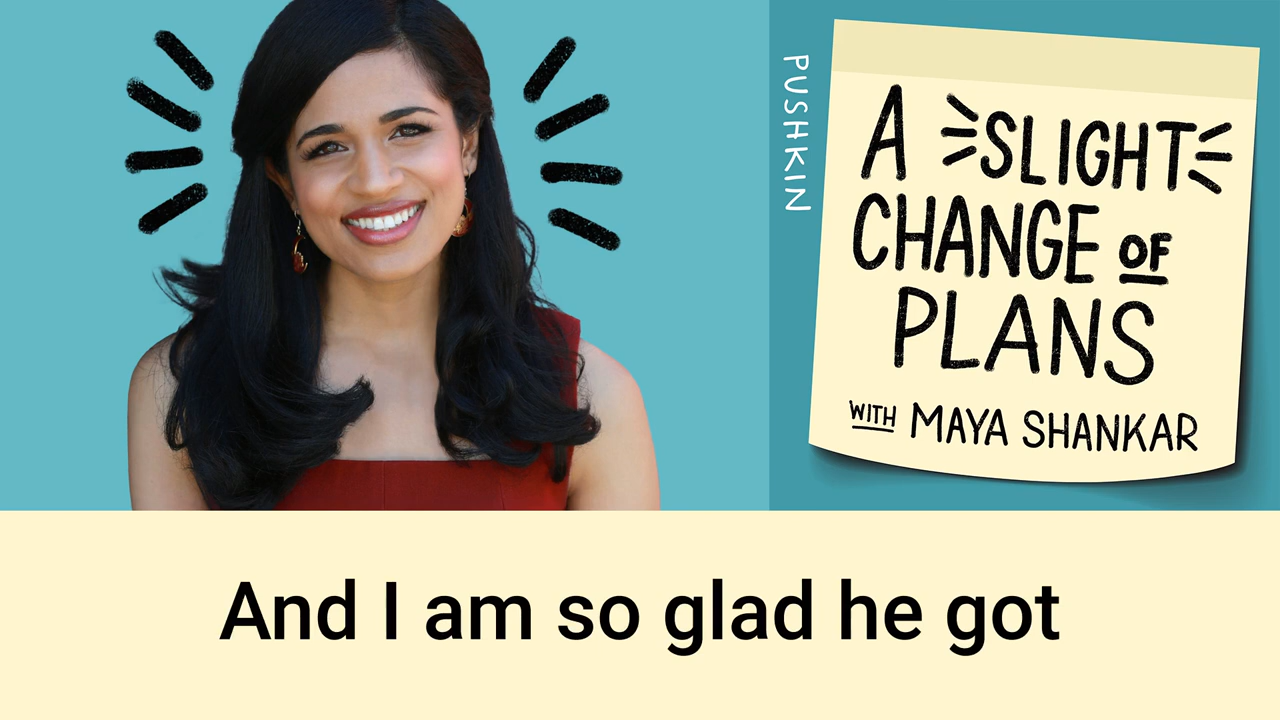 PUSHKIN
A SLIGHT
CHANGE OF
PLANS
WITH MAYA SHANKAR
And I am so glad he got